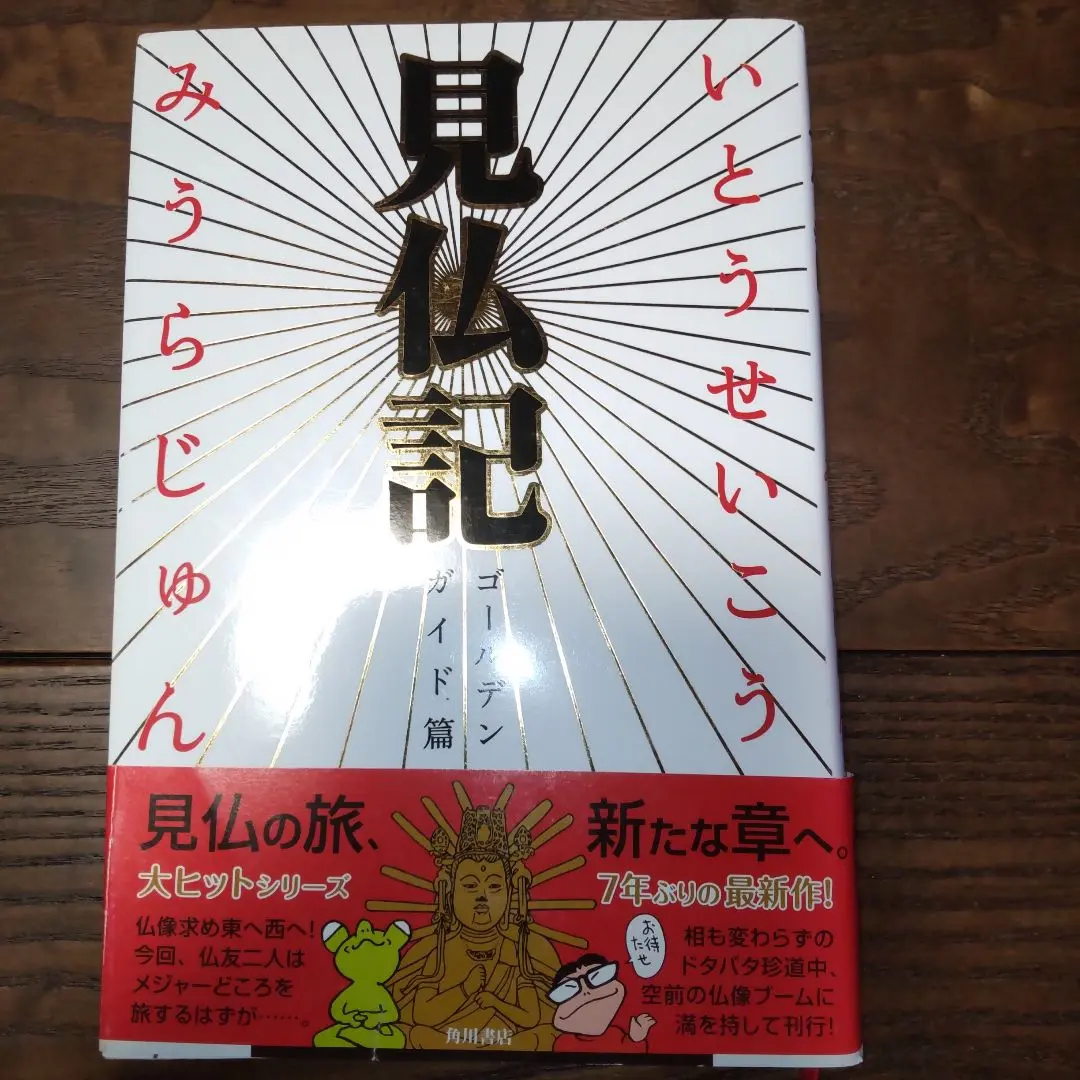 いとうせいこう
みうらじゅん
見仏記
ゴールデン
ガイド篇
見仏の旅、
新たな章へ。
大ヒットシリーズ
7年ぶりの最新作!
仏像求め東へ西へ!
今回、仏友二人は
メジャーどころを
旅するはずが……。
お待
たせ
相も変わらずの
ドタバタ珍道中、
空前の仏像ブームに
満を持して刊行!
角川書店